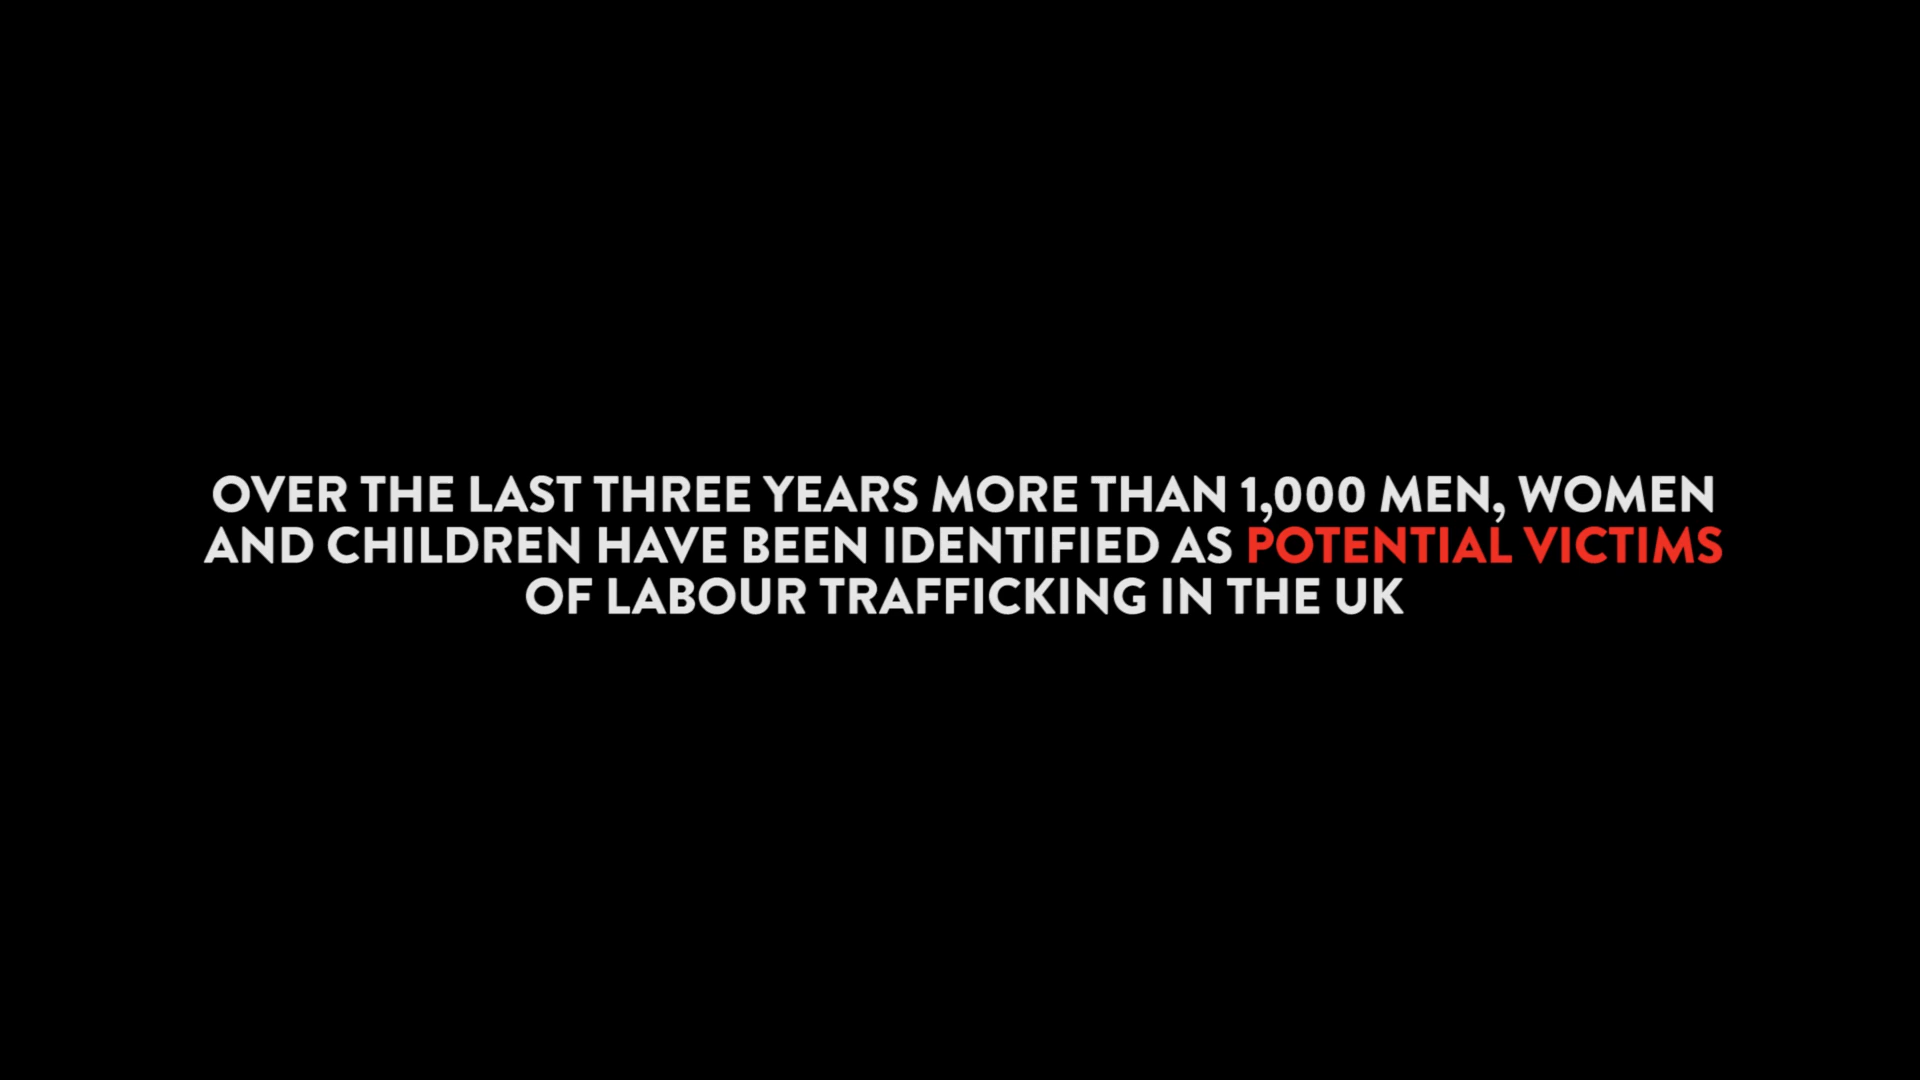 OVER THE LAST THREE YEARS MORE THAN 1,000 MEN, WOMEN
AND CHILDREN HAVE BEEN IDENTIFIED AS POTENTIAL VICTIMS
OF LABOUR TRAFFICKING IN THE UK